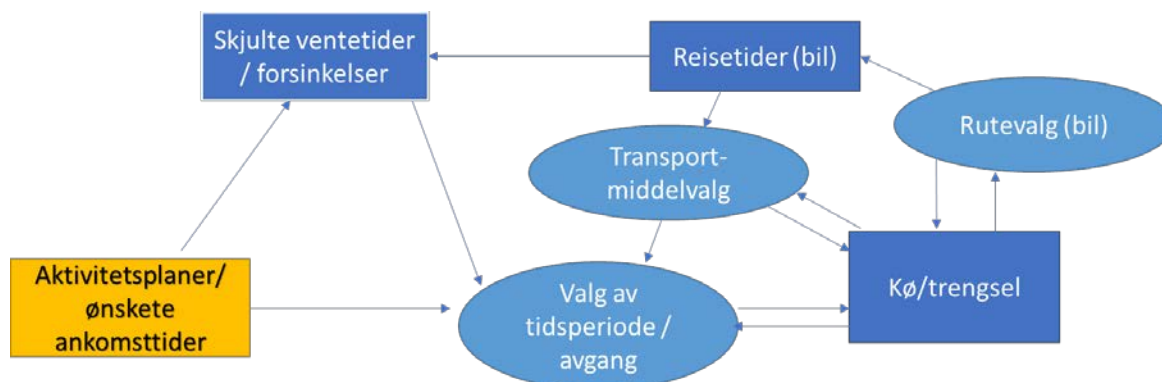 Skjulte ventetider
/ forsinkelser
Reisetider (bil)
Rutevalg (bil)
Transport-
middelvalg
Aktivitetsplaner/
ønskete
ankomsttider
Valg av
tidsperiode /
avgang
Kø/trengsel